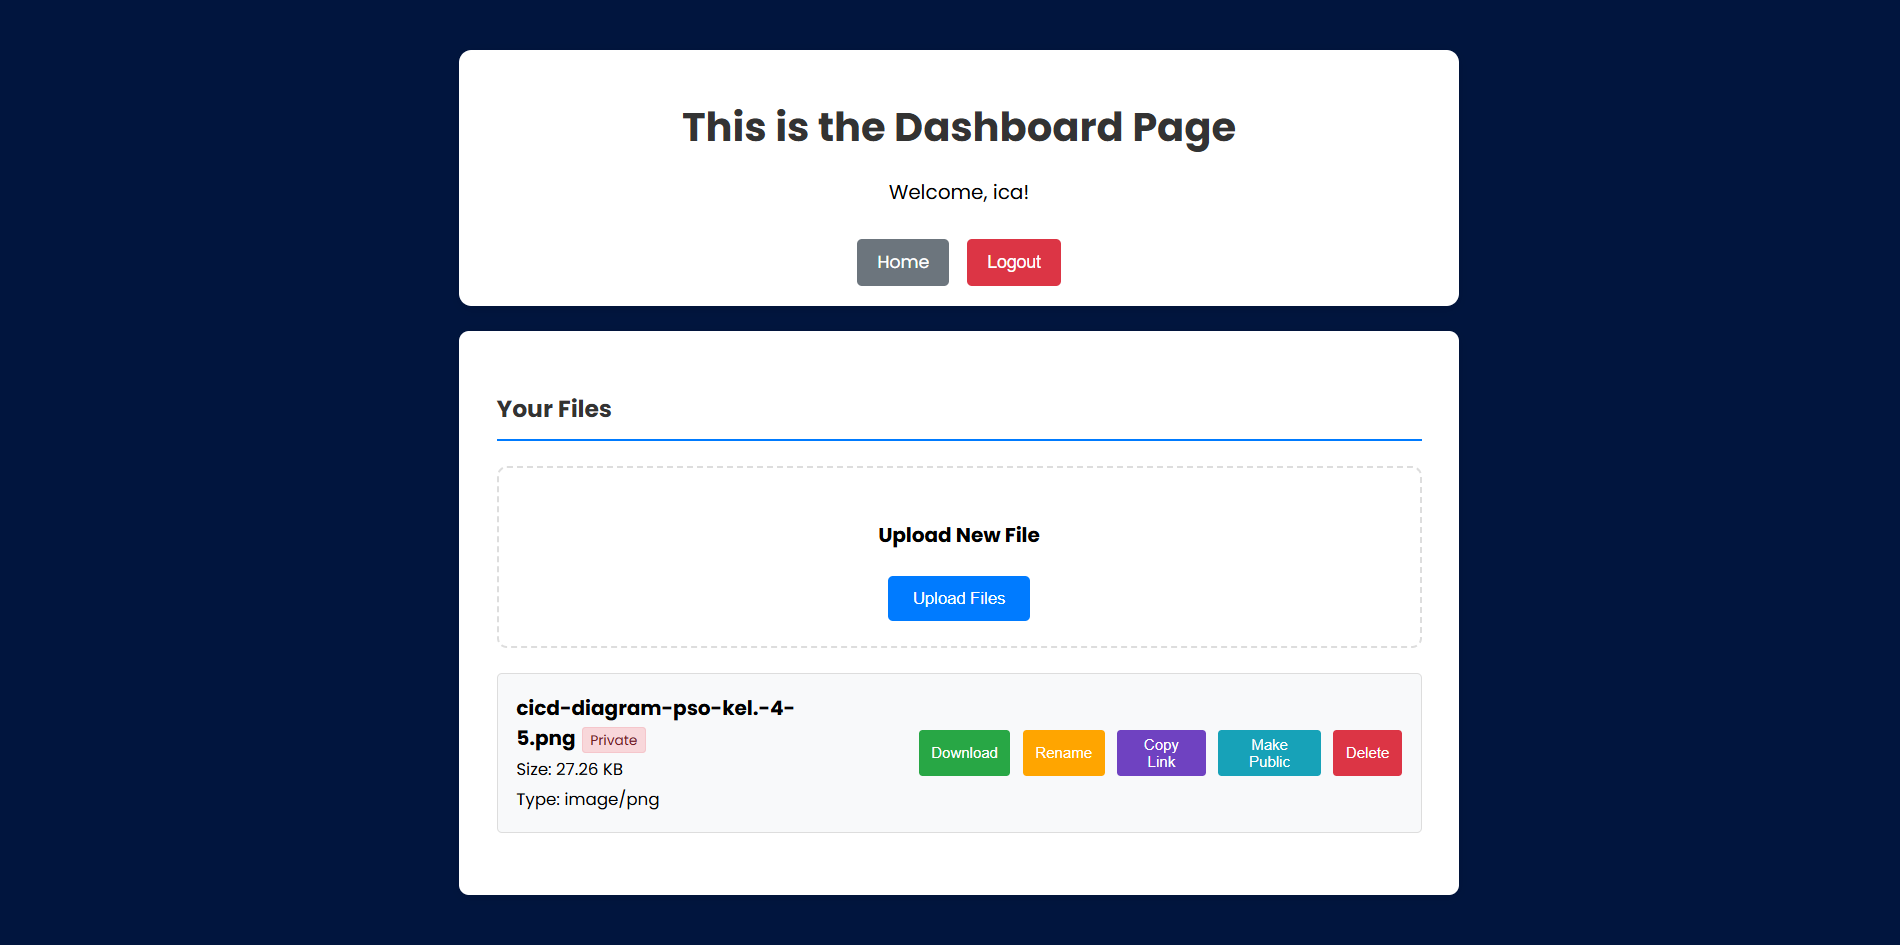 This is the Dashboard Page
Welcome, ica!
Home Logout
Your Files
Upload New File
Upload Files
cicd-diagram-pso-kel.-4-
5.png Private
Size: 27.26 KB
Type: image/png
Download
Rename
Copy
Link
Make
Public
Delete